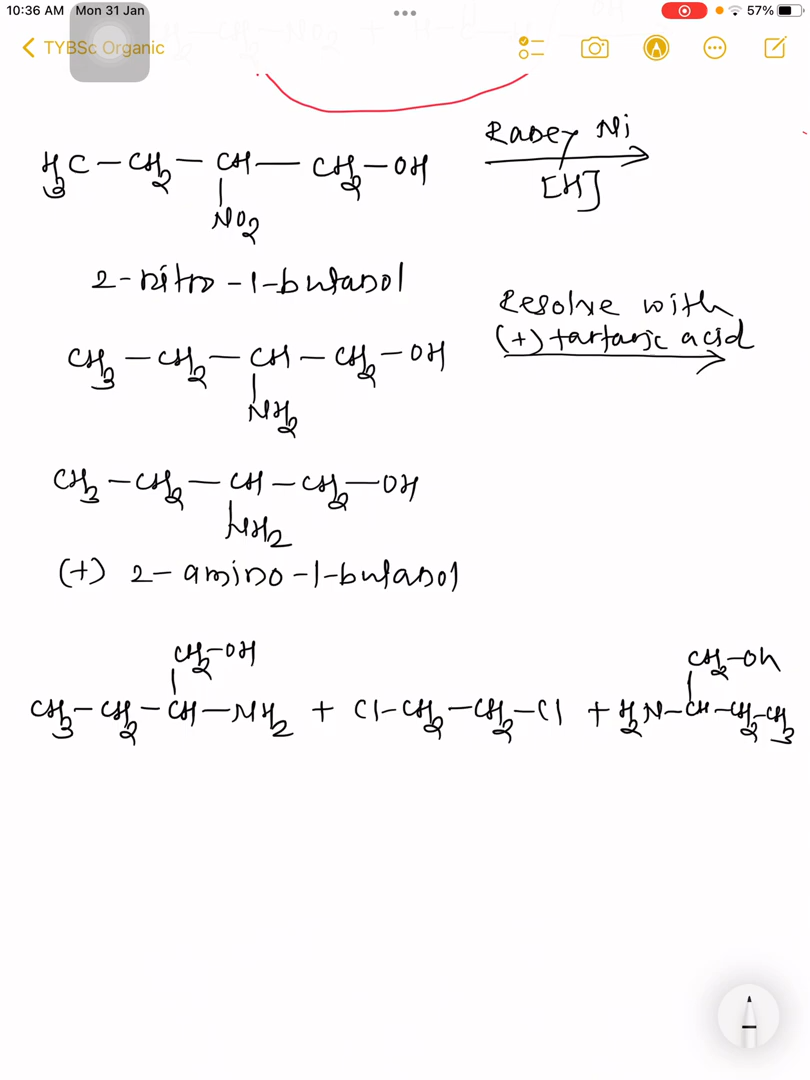 10:36 AM Mon 31 Jan
57%
TYBSc Organic
H₃C — CH₂ — CH — CH₂ — OH
NO₂
Raney Ni
[H]
2-nitro-1-butanol
Resolve with
(+) tartaric acid
CH₃ — CH₂ — CH — CH₂ — OH
NH₂
CH₃ — CH₂ — CH — CH₂ — OH
NH₂
(+) 2-amino-1-butanol
CH₂-OH
CH₂-OH
CH₃-CH₂-CH-NH₂ + Cl-CH₂-CH₂-Cl + H₂N-CH-CH₂-CH₃